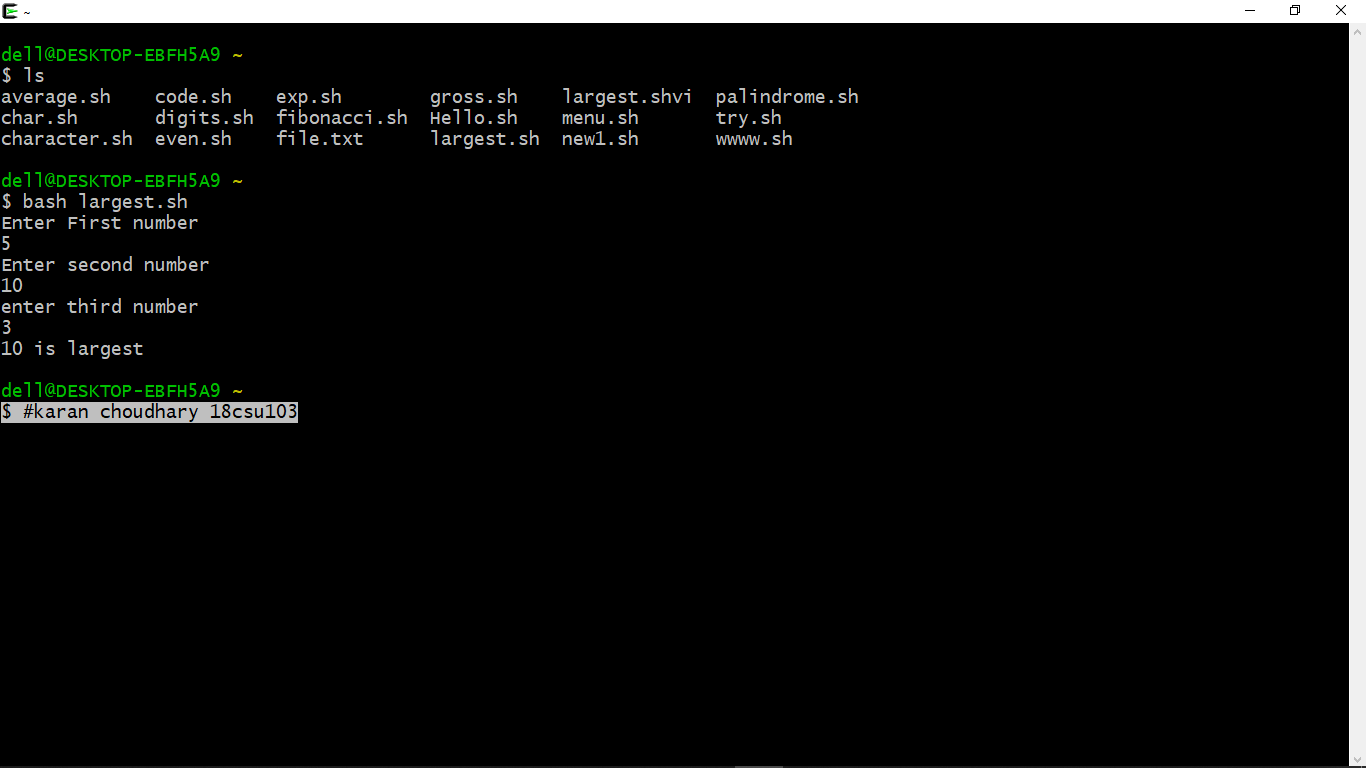 ~
dell@DESKTOP-EBFH5A9 ~
$ ls
average.sh    code.sh    exp.sh        gross.sh    largest.shvi  palindrome.sh
char.sh       digits.sh  fibonacci.sh  Hello.sh    menu.sh       try.sh
character.sh  even.sh    file.txt      largest.sh  new1.sh       wwww.sh
dell@DESKTOP-EBFH5A9 ~
$ bash largest.sh
Enter First number
5
Enter second number
10
enter third number
3
10 is largest
dell@DESKTOP-EBFH5A9 ~
$ #karan choudhary 18csu103